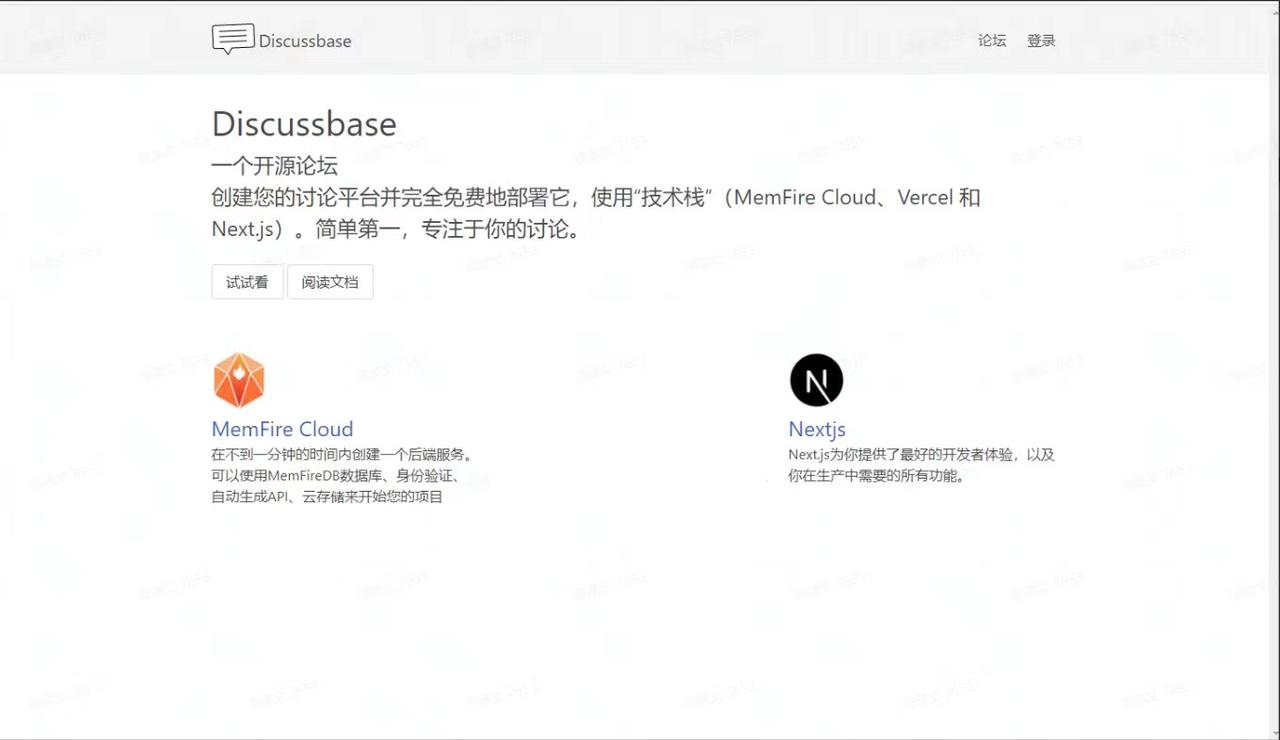 Discussbase
论坛 登录
Discussbase
一个开源论坛
创建您的讨论平台并完全免费地部署它，使用“技术栈”（MemFire Cloud、Vercel 和
Next.js）。简单第一，专注于你的讨论。
试试看 阅读文档
MemFire Cloud
在不到一分钟的时间内创建一个后端服务。
可以使用MemFireDB数据库、身份验证、
自动生成API、云存储来开始您的项目
Nextjs
Next.js为你提供了最好的开发者体验，以及
你在生产中需要的所有功能。